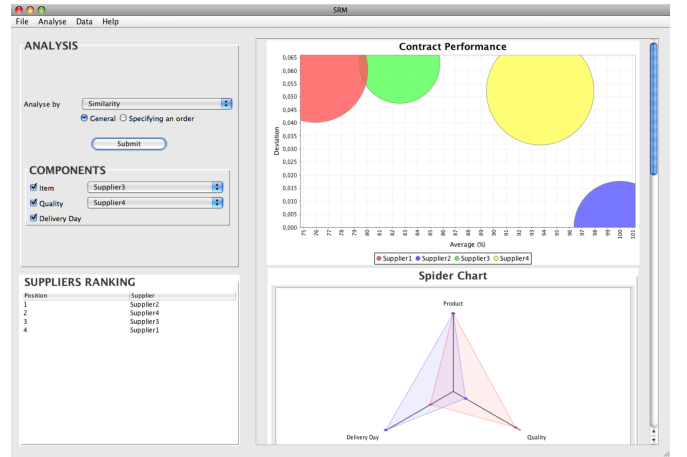 SRM
File Analyse Data Help
ANALYSIS
Analyse by Similarity
General Specifying an order
Submit
COMPONENTS
Item Supplier3
Quality Supplier4
Delivery Day
SUPPLIERS RANKING
Position Supplier
1 Supplier2
2 Supplier4
3 Supplier3
4 Supplier1
Contract Performance
0,065
0,060
0,055
0,050
0,045
0,040
0,035
0,030
0,025
0,020
0,015
0,010
0,005
0,000
Deviation
75 76 77 78 79 80 81 82 83 84 85 86 87 88 89 90 91 92 93 94 95 96 97 98 99 100 101
Average (%)
Supplier1 Supplier2 Supplier3 Supplier4
Spider Chart
Product
Delivery Day Quality